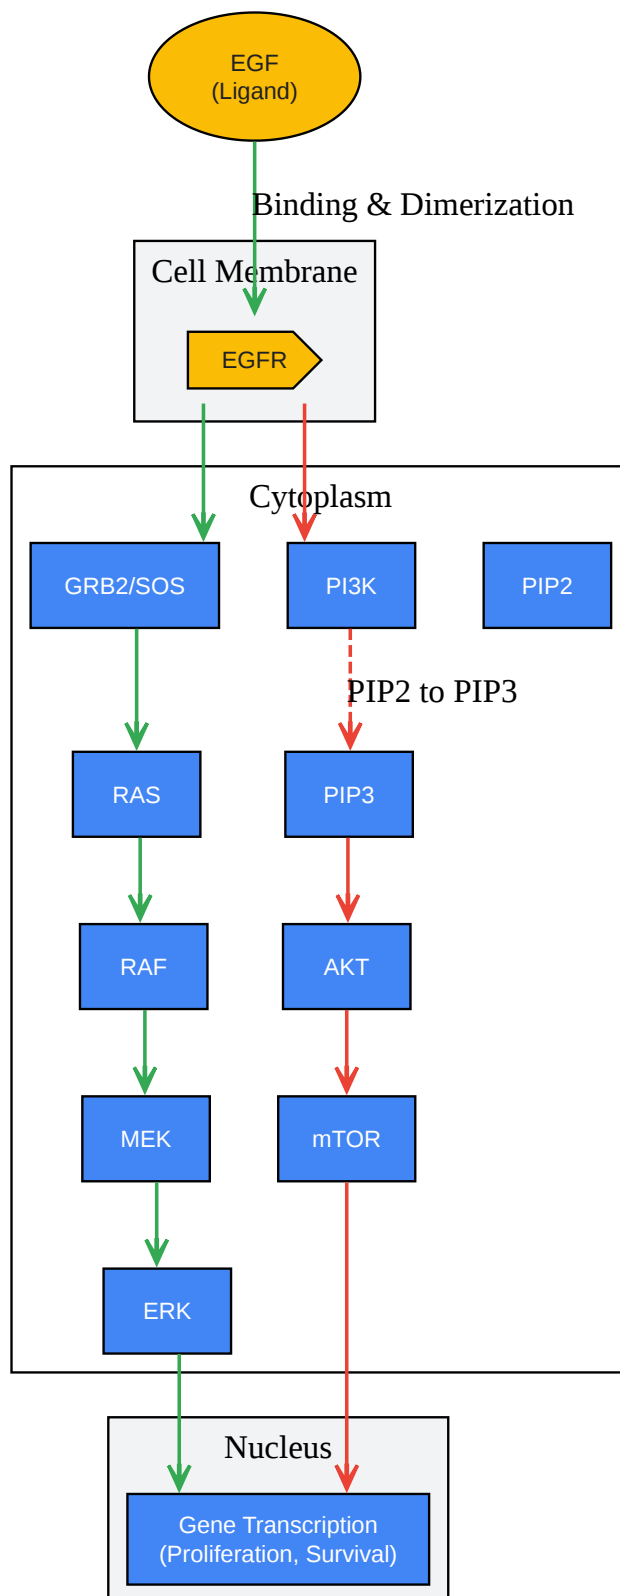 EGF
(Ligand)
Binding & Dimerization
Cell Membrane
EGFR
Cytoplasm
GRB2/SOS
PI3K
PIP2
PIP2 to PIP3
RAS
PIP3
RAF
AKT
MEK
mTOR
ERK
Nucleus
Gene Transcription
(Proliferation, Survival)